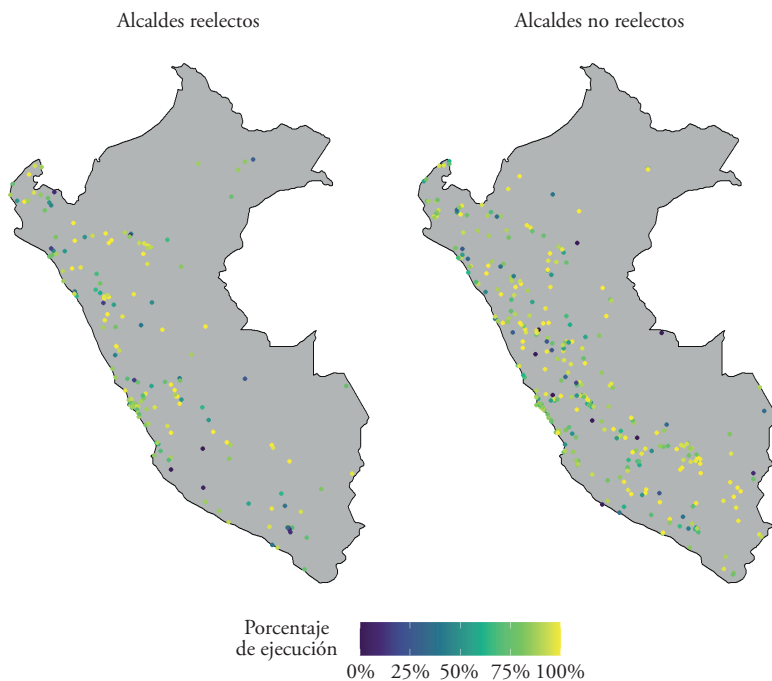 Alcaldes reelectos
Alcaldes no reelectos
Porcentaje
de ejecución
0% 25% 50% 75% 100%